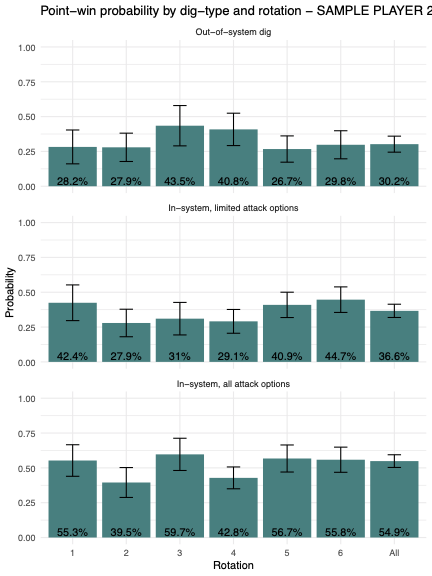 Point−win probability by dig−type and rotation − SAMPLE PLAYER 2
Out−of−system dig
1.00
0.75
0.50
0.25
0.00
28.2% 27.9% 43.5% 40.8% 26.7% 29.8% 30.2%
In−system, limited attack options
1.00
0.75
0.50
0.25
0.00
42.4% 27.9% 31% 29.1% 40.9% 44.7% 36.6%
In−system, all attack options
1.00
0.75
0.50
0.25
0.00
55.3% 39.5% 59.7% 42.8% 56.7% 55.8% 54.9%
1 2 3 4 5 6 All
Rotation
Probability